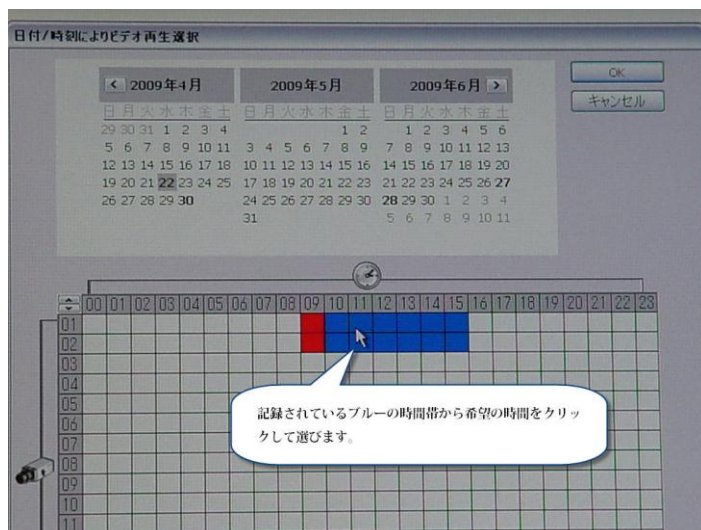 日付/時刻によりビデオ再生選択
OK
キャンセル
< 2009年4月 2009年5月 2009年6月 >
日 月 火 水 木 金 土 日 月 火 水 木 金 土 日 月 火 水 木 金 土
29 30 31 1 2 3 4 1 2 1 2 3 4 5 6
5 6 7 8 9 10 11 3 4 5 6 7 8 9 7 8 9 10 11 12 13
12 13 14 15 16 17 18 10 11 12 13 14 15 16 14 15 16 17 18 19 20
19 20 21 22 23 24 25 17 18 19 20 21 22 23 21 22 23 24 25 26 27
26 27 28 29 30 24 25 26 27 28 29 30 28 29 30 1 2 3 4
31 5 6 7 8 9 10 11
00 01 02 03 04 05 06 07 08 09 10 11 12 13 14 15 16 17 18 19 20 21 22 23
01
02
03
04
05
06
07
08
09
10
11
記録されているブルーの時間帯から希望の時間をクリッ
クして選びます。